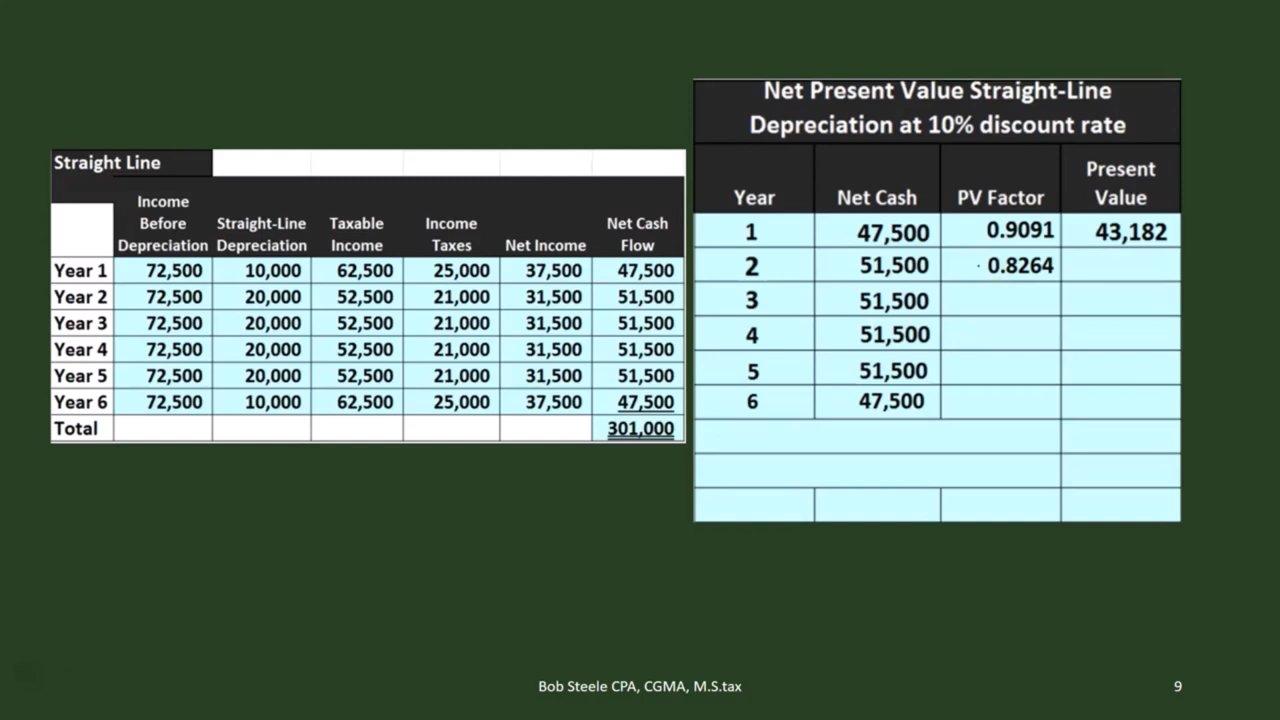 Straight Line
Income Before Depreciation Straight-Line Depreciation Taxable Income Income Taxes Net Income Net Cash Flow
Year 1 72,500 10,000 62,500 25,000 37,500 47,500
Year 2 72,500 20,000 52,500 21,000 31,500 51,500
Year 3 72,500 20,000 52,500 21,000 31,500 51,500
Year 4 72,500 20,000 52,500 21,000 31,500 51,500
Year 5 72,500 20,000 52,500 21,000 31,500 51,500
Year 6 72,500 10,000 62,500 25,000 37,500 47,500
Total 301,000
Net Present Value Straight-Line
Depreciation at 10% discount rate
Year Net Cash PV Factor Present Value
1 47,500 0.9091 43,182
2 51,500 0.8264
3 51,500
4 51,500
5 51,500
6 47,500
Bob Steele CPA, CGMA, M.S.tax
9